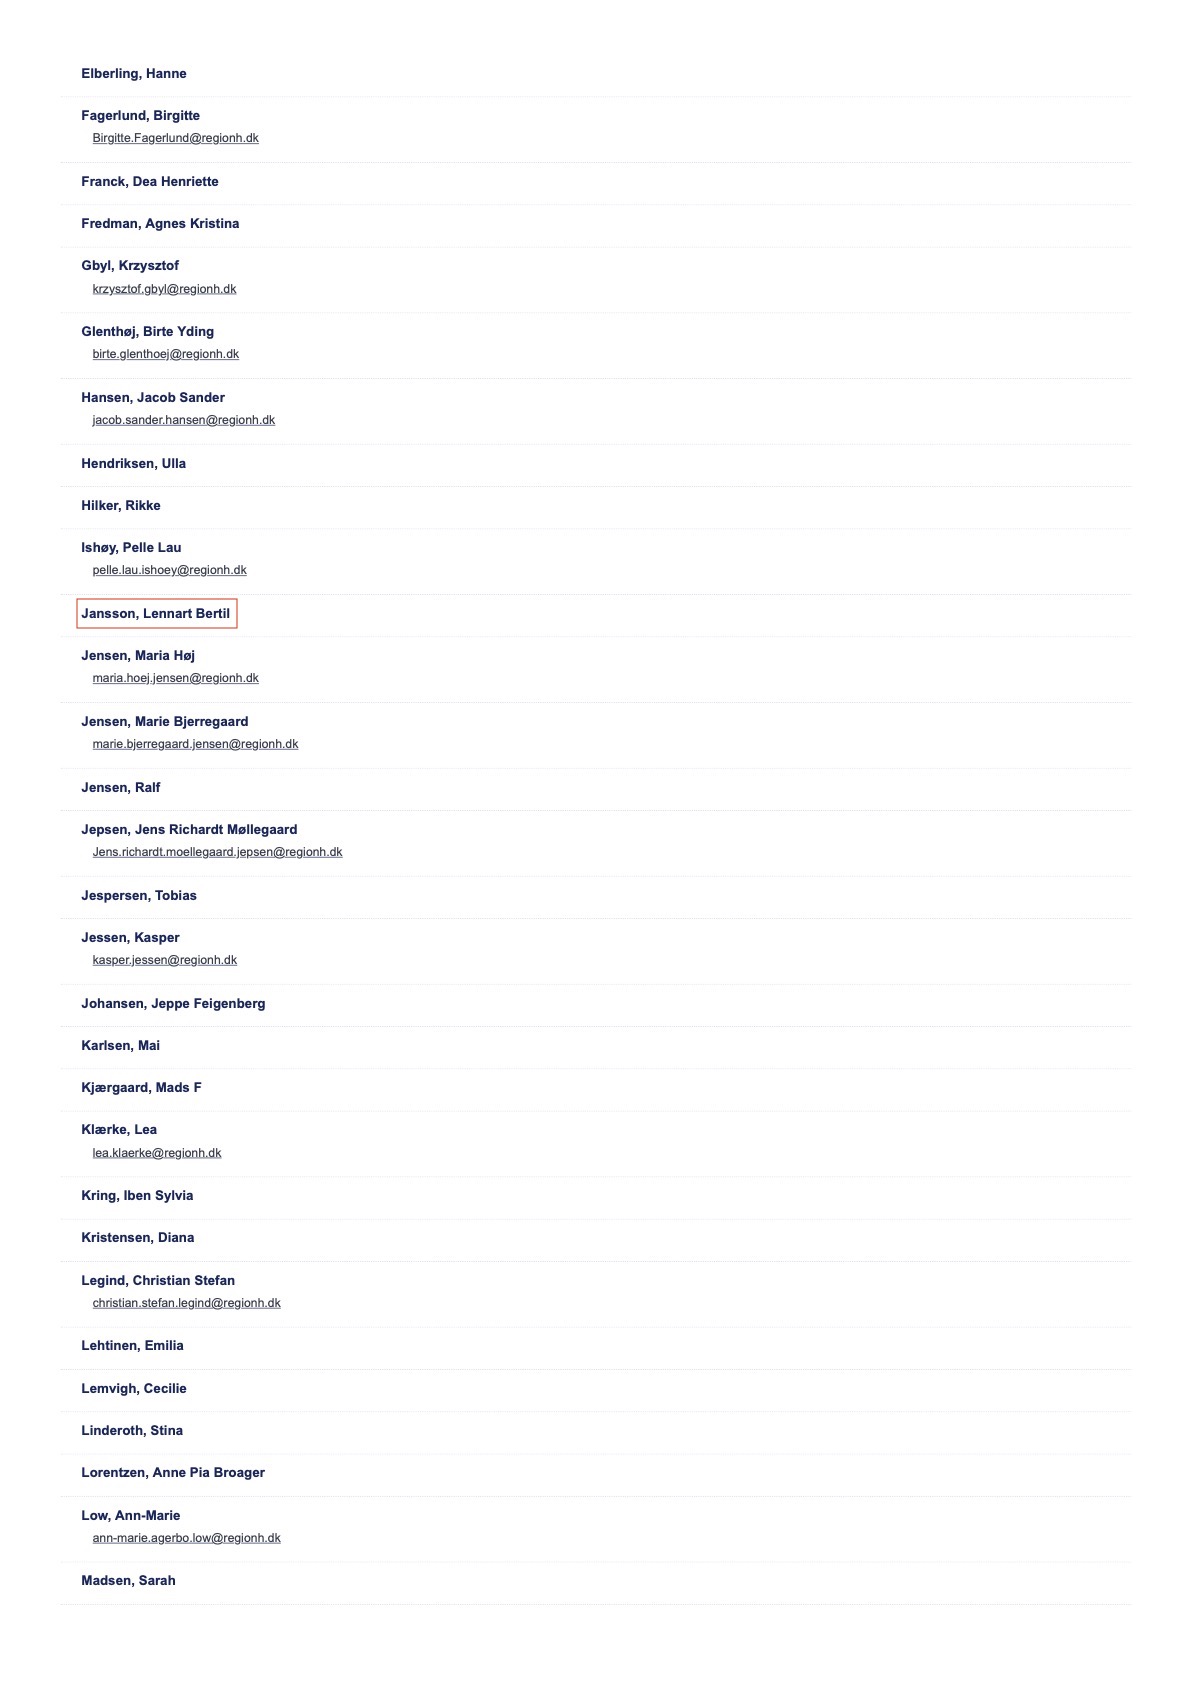 Elberling, Hanne
Fagerlund, Birgitte
Birgitte.Fagerlund@regionh.dk
Franck, Dea Henriette
Fredman, Agnes Kristina
Gbyl, Krzysztof
krzysztof.gbyl@regionh.dk
Glenthøj, Birte Yding
birte.glenthoej@regionh.dk
Hansen, Jacob Sander
jacob.sander.hansen@regionh.dk
Hendriksen, Ulla
Hilker, Rikke
Ishøy, Pelle Lau
pelle.lau.ishoey@regionh.dk
Jansson, Lennart Bertil
Jensen, Maria Høj
maria.hoej.jensen@regionh.dk
Jensen, Marie Bjerregaard
marie.bjerregaard.jensen@regionh.dk
Jensen, Ralf
Jepsen, Jens Richardt Møllegaard
Jens.richardt.moellegaard.jepsen@regionh.dk
Jespersen, Tobias
Jessen, Kasper
kasper.jessen@regionh.dk
Johansen, Jeppe Feigenberg
Karlsen, Mai
Kjærgaard, Mads F
Klærke, Lea
lea.klaerke@regionh.dk
Kring, Iben Sylvia
Kristensen, Diana
Legind, Christian Stefan
christian.stefan.legind@regionh.dk
Lehtinen, Emilia
Lemvigh, Cecilie
Linderoth, Stina
Lorentzen, Anne Pia Broager
Low, Ann-Marie
ann-marie.agerbo.low@regionh.dk
Madsen, Sarah